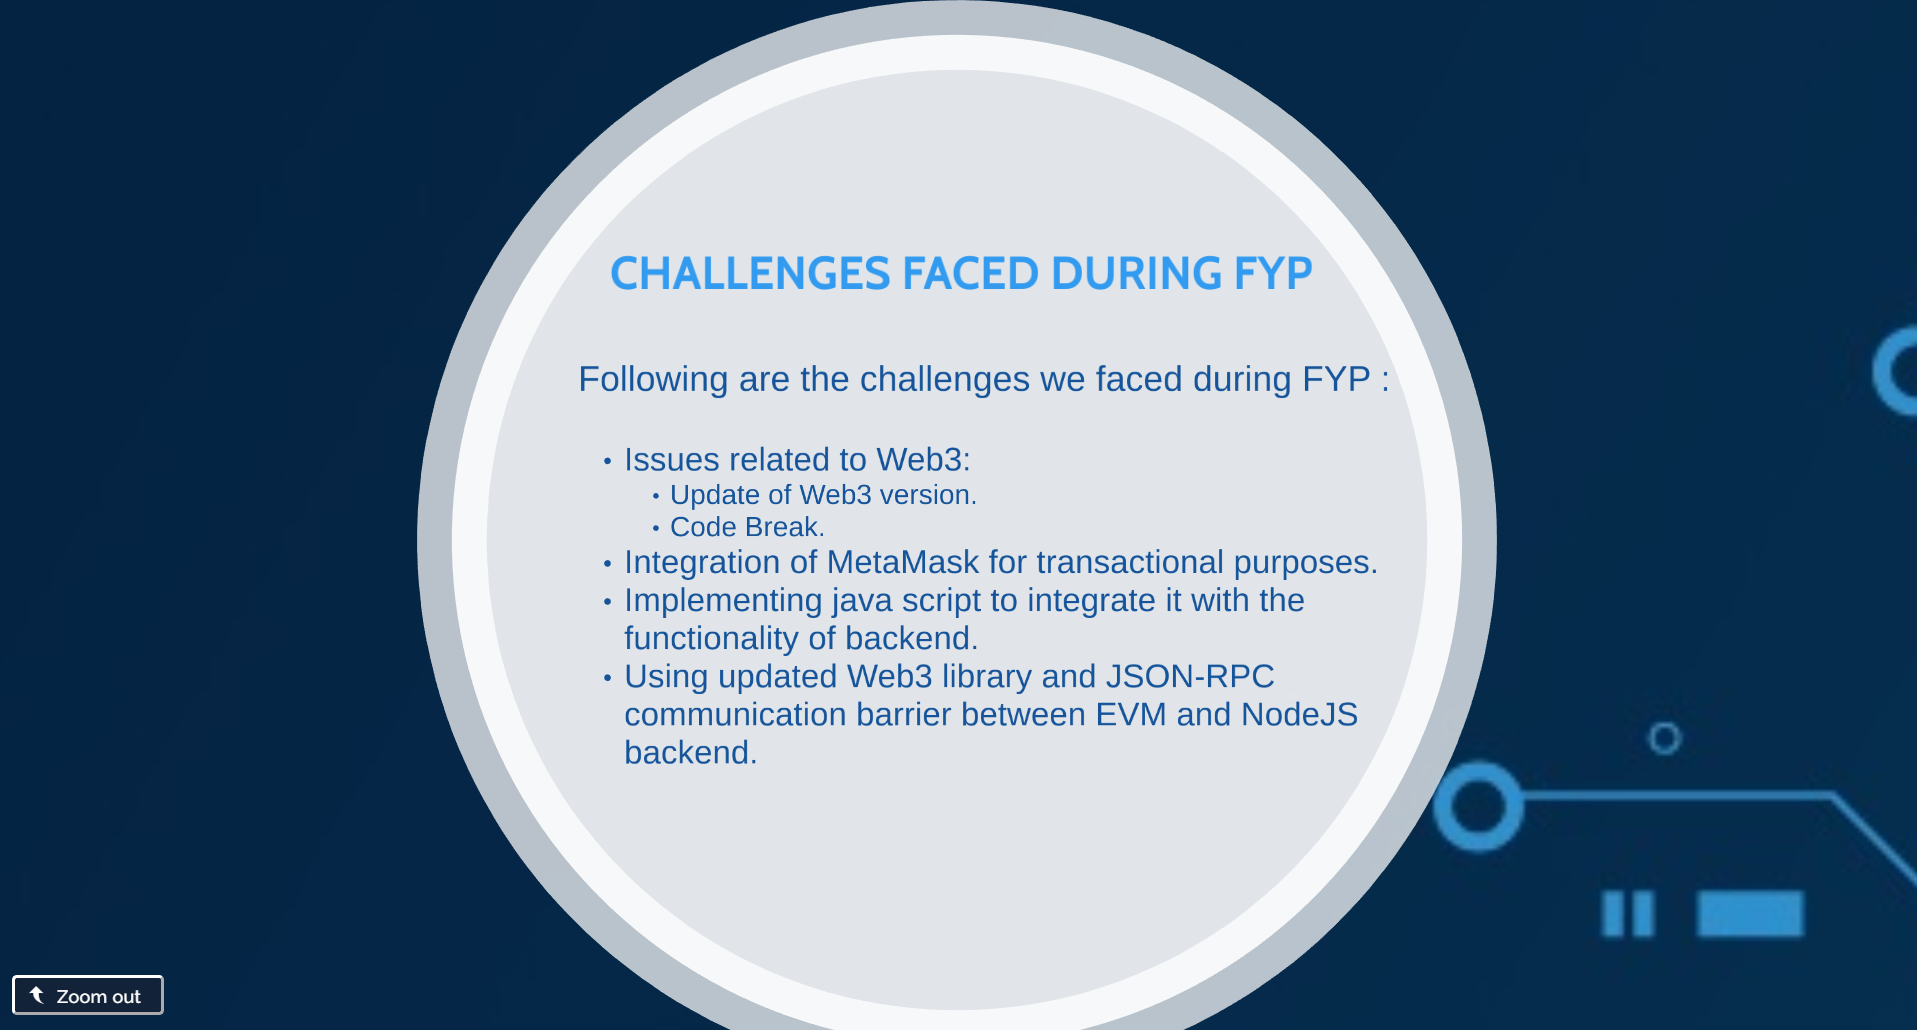 CHALLENGES FACED DURING FYP
Following are the challenges we faced during FYP :
• Issues related to Web3:
• Update of Web3 version.
• Code Break.
• Integration of MetaMask for transactional purposes.
• Implementing java script to integrate it with the
functionality of backend.
• Using updated Web3 library and JSON-RPC
communication barrier between EVM and NodeJS
backend.
Zoom out